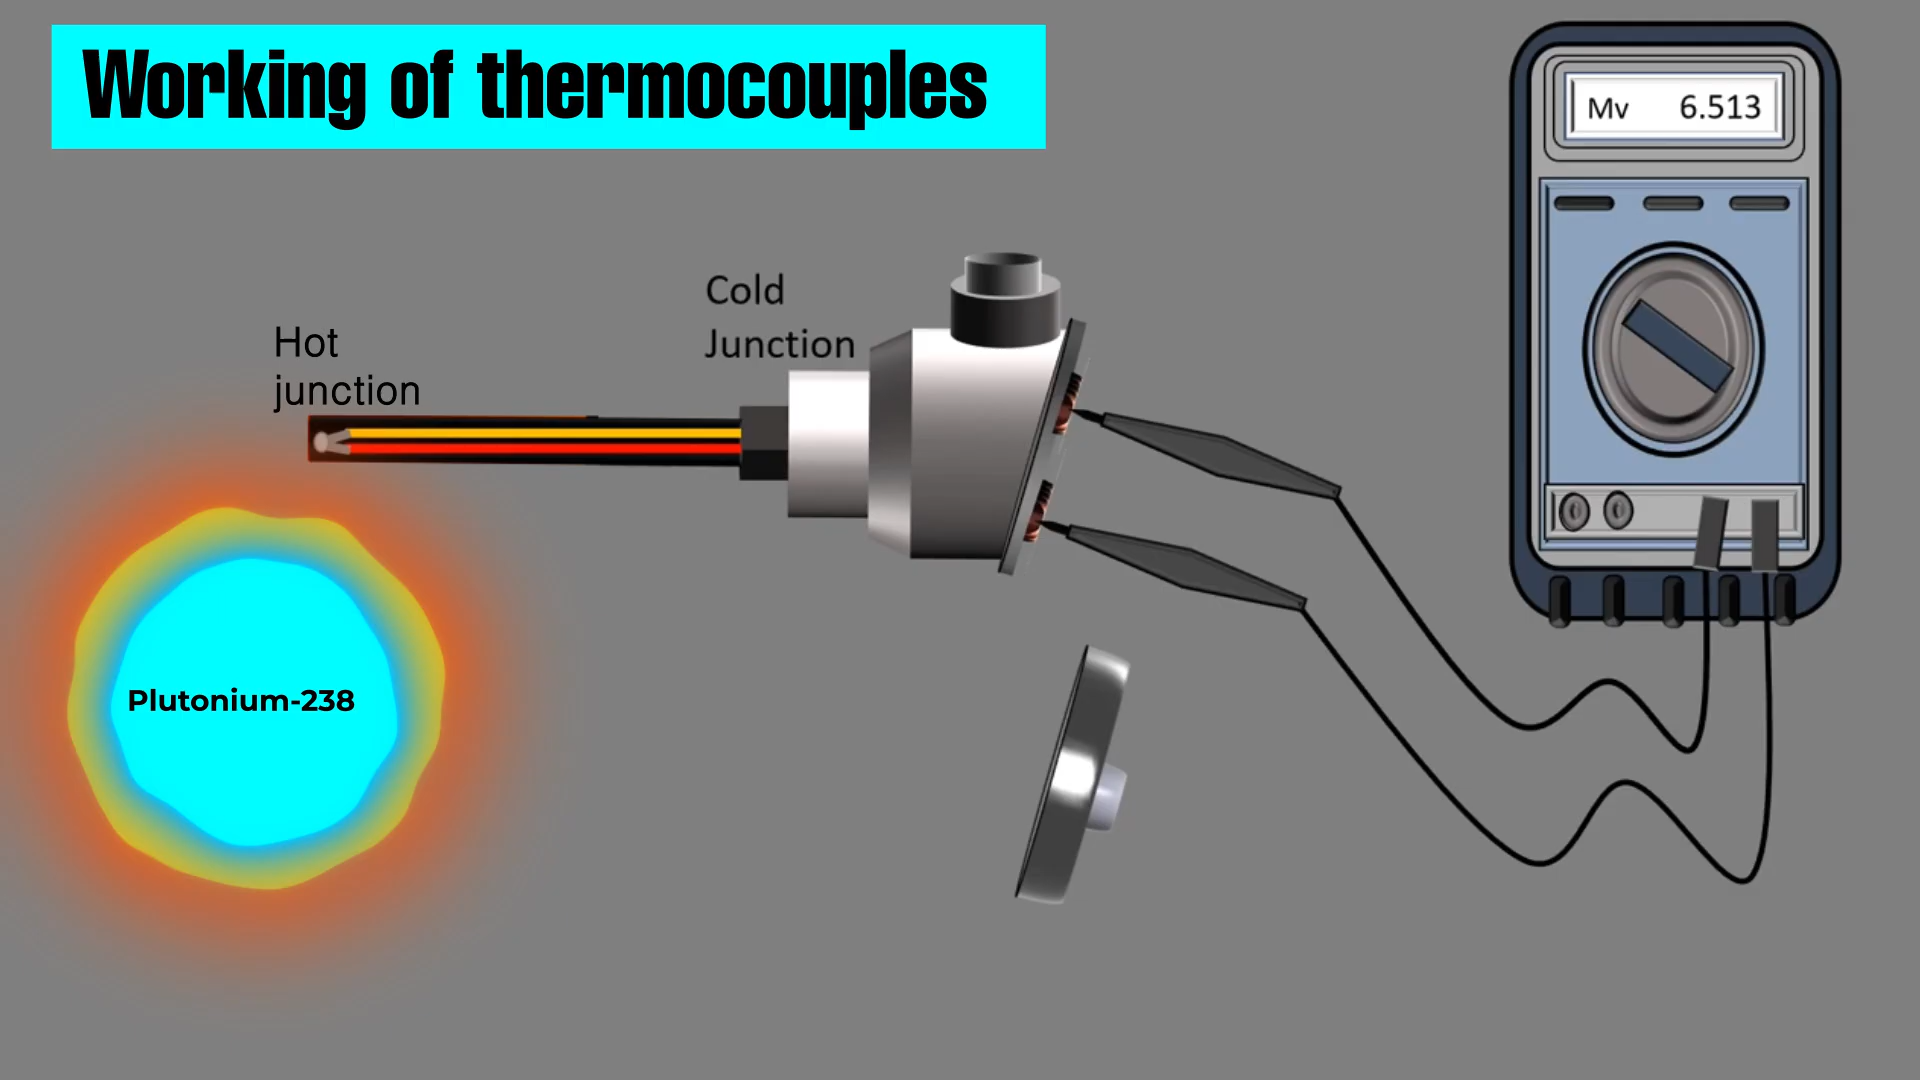 Working of thermocouples
Mv 6.513
Cold
Junction
Hot
junction
Plutonium-238